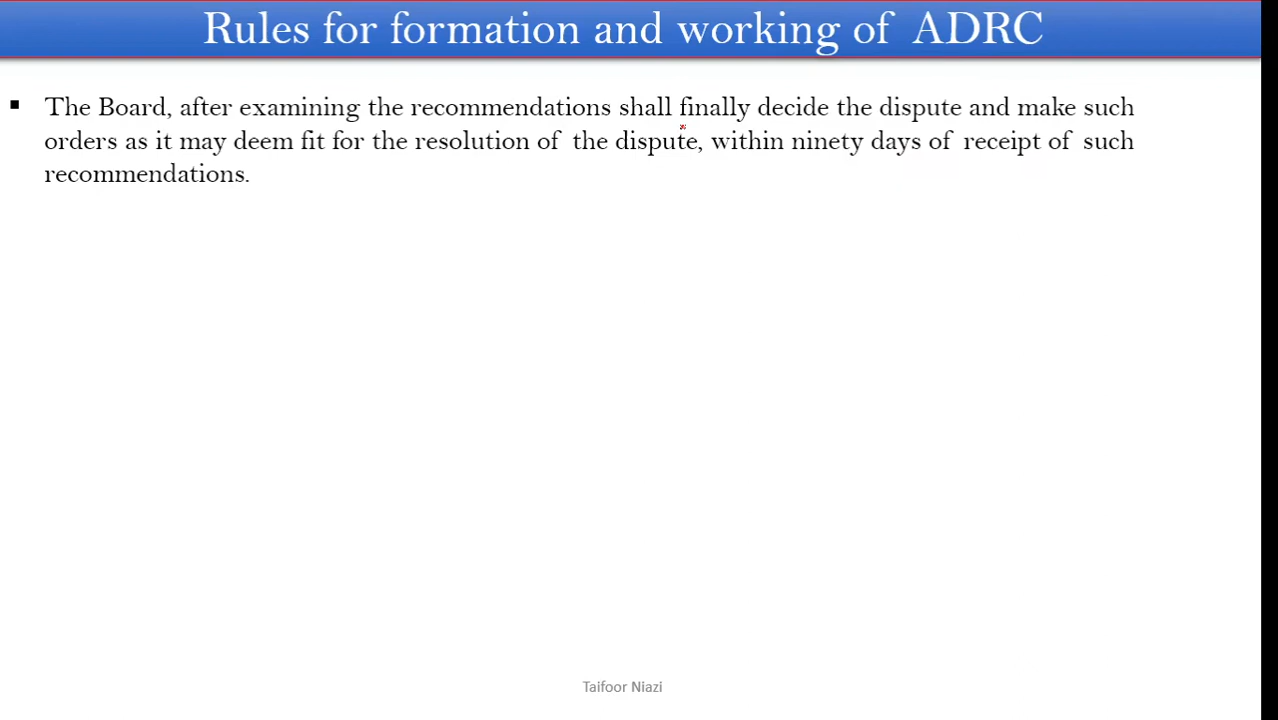 Rules for formation and working of ADRC
▪ The Board, after examining the recommendations shall finally decide the dispute and make such
orders as it may deem fit for the resolution of the dispute, within ninety days of receipt of such
recommendations.
Taifoor Niazi